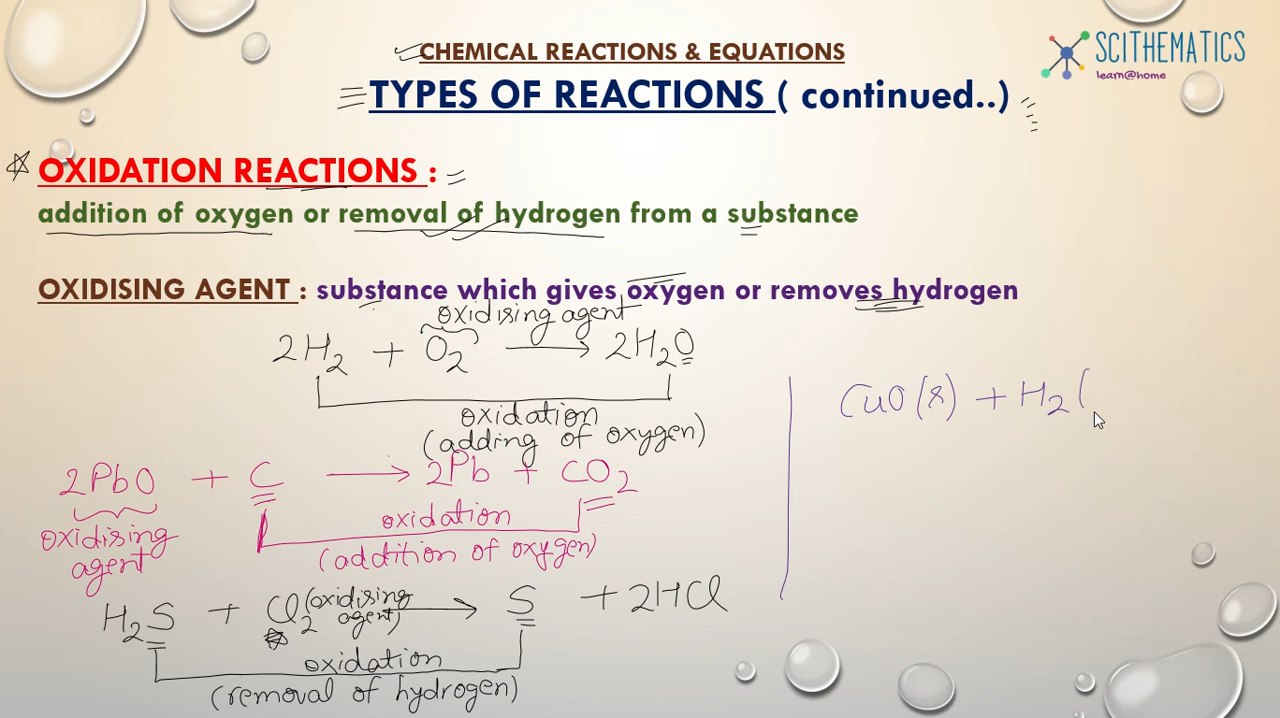 CHEMICAL REACTIONS & EQUATIONS
SCITHEMATICS
learn@home
TYPES OF REACTIONS ( continued..)
OXIDATION REACTIONS :
addition of oxygen or removal of hydrogen from a substance
OXIDISING AGENT : substance which gives oxygen or removes hydrogen
oxidising agent
2H₂ + O₂ → 2H₂O
oxidation
(adding of oxygen)
2PbO + C → 2Pb + CO₂
oxidising agent
oxidation
(addition of oxygen)
H₂S + Cl₂ (oxidising agent) → S + 2HCl
oxidation
(removal of hydrogen)
CuO(s) + H₂(